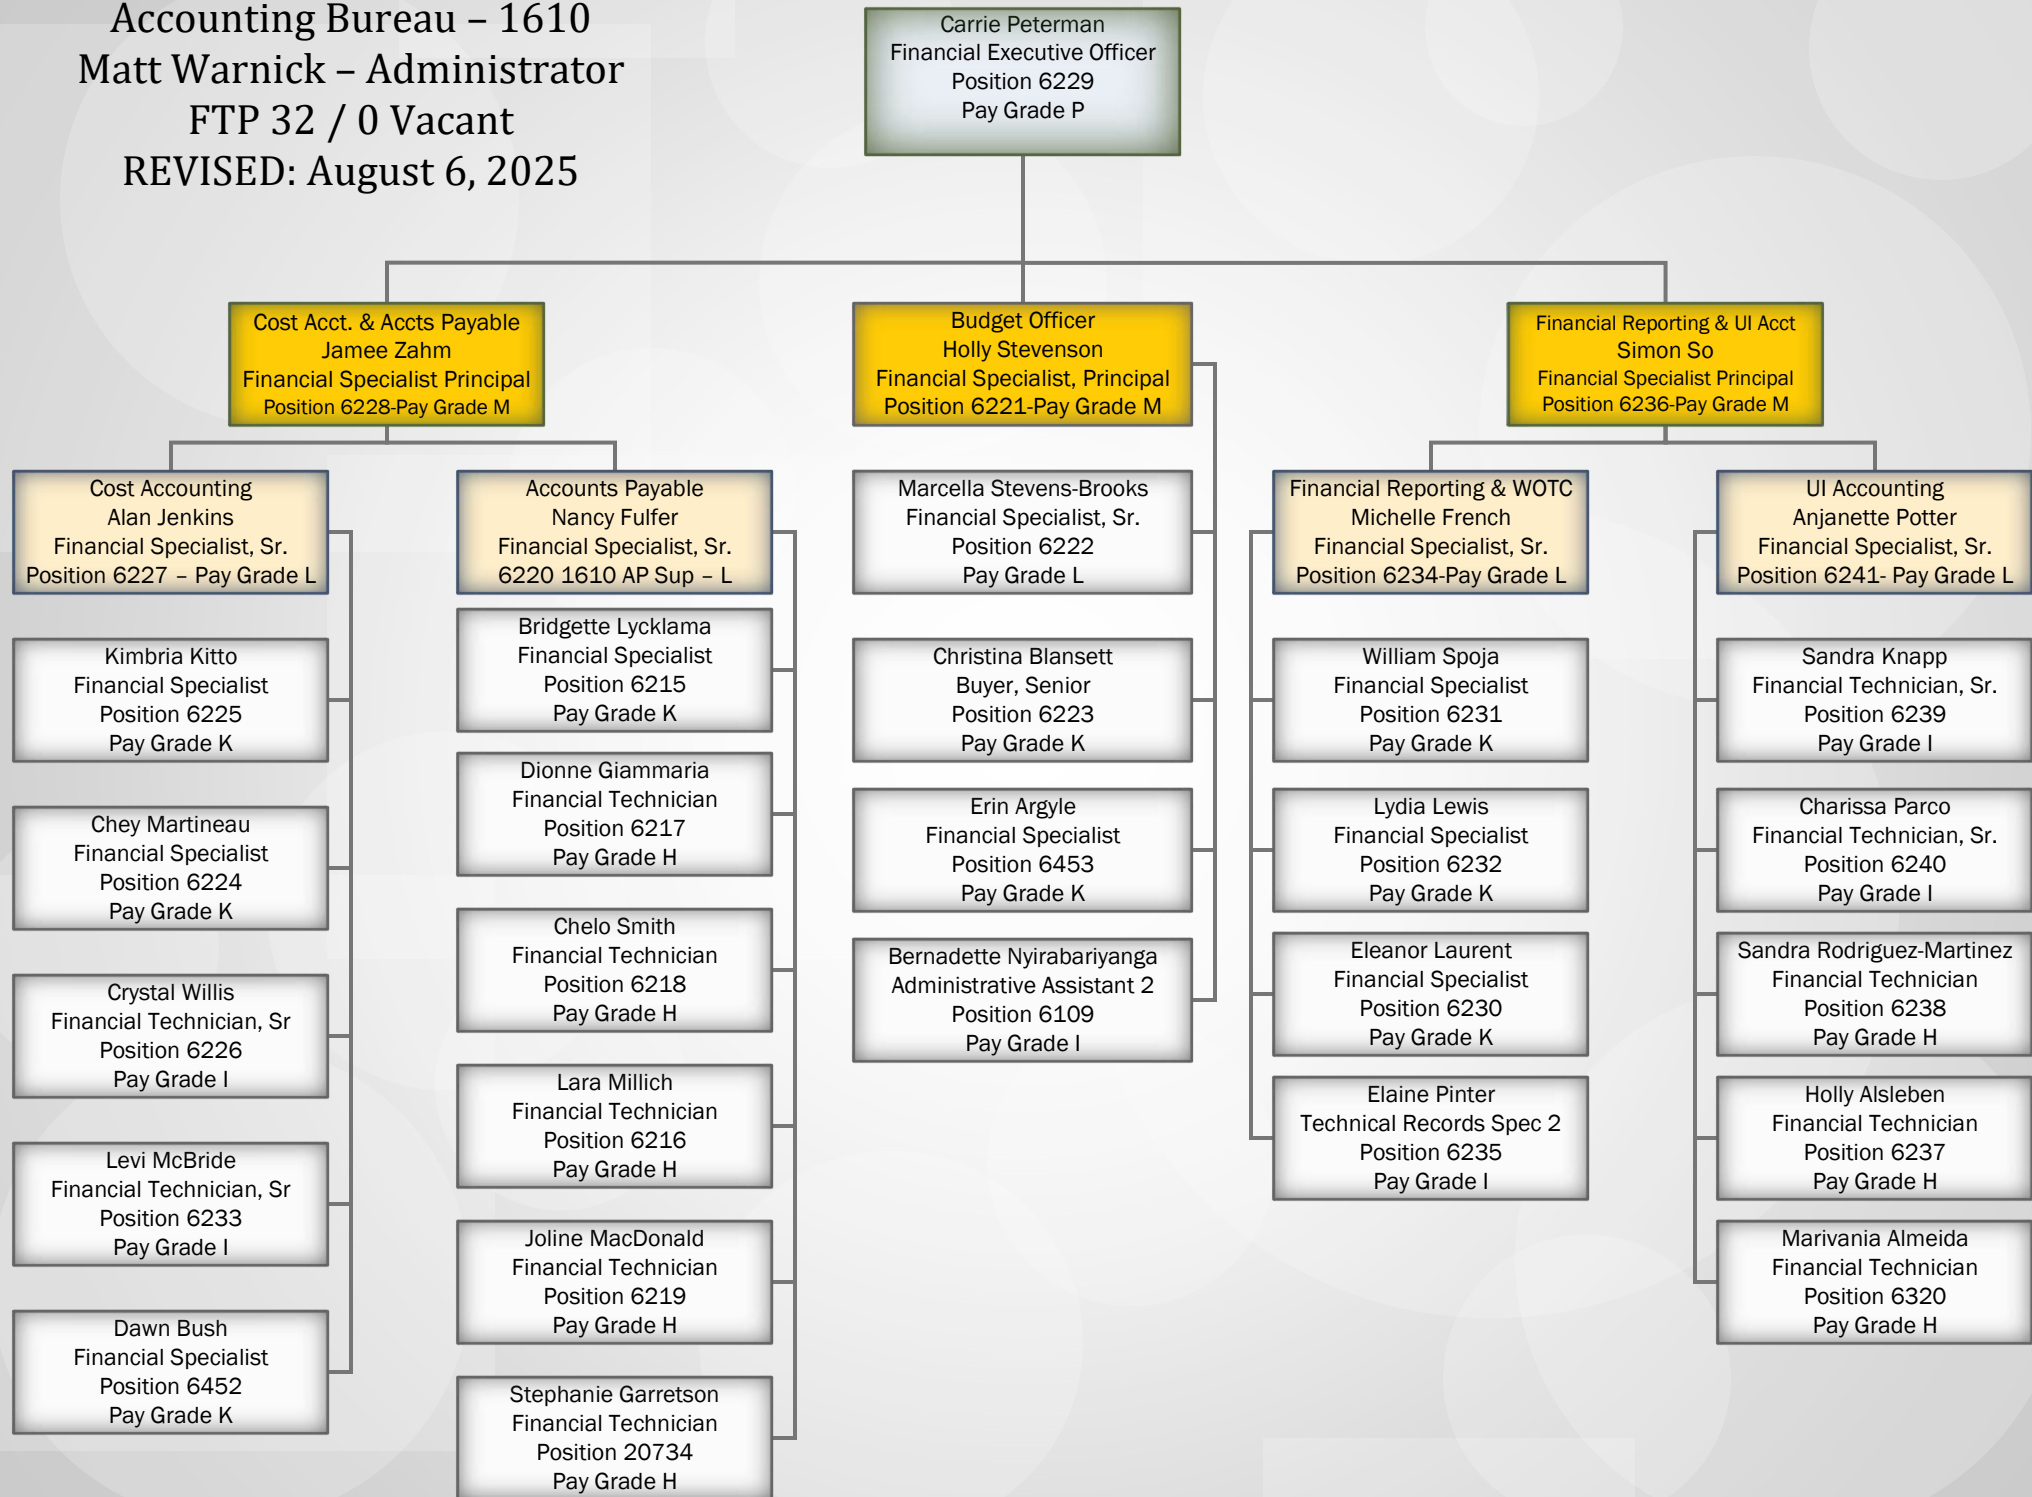 Accounting Bureau – 1610
Matt Warnick – Administrator
FTP 32 / 0 Vacant
REVISED: August 6, 2025
Carrie Peterman
Financial Executive Officer
Position 6229
Pay Grade P
Cost Acct. & Accts Payable
Jamee Zahm
Financial Specialist Principal
Position 6228-Pay Grade M
Budget Officer
Holly Stevenson
Financial Specialist, Principal
Position 6221-Pay Grade M
Financial Reporting & UI Acct
Simon So
Financial Specialist Principal
Position 6236-Pay Grade M
Cost Accounting
Alan Jenkins
Financial Specialist, Sr.
Position 6227 – Pay Grade L
Kimbria Kitto
Financial Specialist
Position 6225
Pay Grade K
Chey Martineau
Financial Specialist
Position 6224
Pay Grade K
Crystal Willis
Financial Technician, Sr
Position 6226
Pay Grade I
Levi McBride
Financial Technician, Sr
Position 6233
Pay Grade I
Dawn Bush
Financial Specialist
Position 6452
Pay Grade K
Accounts Payable
Nancy Fulfer
Financial Specialist, Sr.
6220 1610 AP Sup – L
Bridgette Lycklama
Financial Specialist
Position 6215
Pay Grade K
Dionne Giammaria
Financial Technician
Position 6217
Pay Grade H
Chelo Smith
Financial Technician
Position 6218
Pay Grade H
Lara Millich
Financial Technician
Position 6216
Pay Grade H
Joline MacDonald
Financial Technician
Position 6219
Pay Grade H
Stephanie Garretson
Financial Technician
Position 20734
Pay Grade H
Marcella Stevens-Brooks
Financial Specialist, Sr.
Position 6222
Pay Grade L
Christina Blansett
Buyer, Senior
Position 6223
Pay Grade K
Erin Argyle
Financial Specialist
Position 6453
Pay Grade K
Bernadette Nyirabariyanga
Administrative Assistant 2
Position 6109
Pay Grade I
Financial Reporting & WOTC
Michelle French
Financial Specialist, Sr.
Position 6234-Pay Grade L
William Spoja
Financial Specialist
Position 6231
Pay Grade K
Lydia Lewis
Financial Specialist
Position 6232
Pay Grade K
Eleanor Laurent
Financial Specialist
Position 6230
Pay Grade K
Elaine Pinter
Technical Records Spec 2
Position 6235
Pay Grade I
UI Accounting
Anjanette Potter
Financial Specialist, Sr.
Position 6241- Pay Grade L
Sandra Knapp
Financial Technician, Sr.
Position 6239
Pay Grade I
Charissa Parco
Financial Technician, Sr.
Position 6240
Pay Grade I
Sandra Rodriguez-Martinez
Financial Technician
Position 6238
Pay Grade H
Holly Alsleben
Financial Technician
Position 6237
Pay Grade H
Marivania Almeida
Financial Technician
Position 6320
Pay Grade H